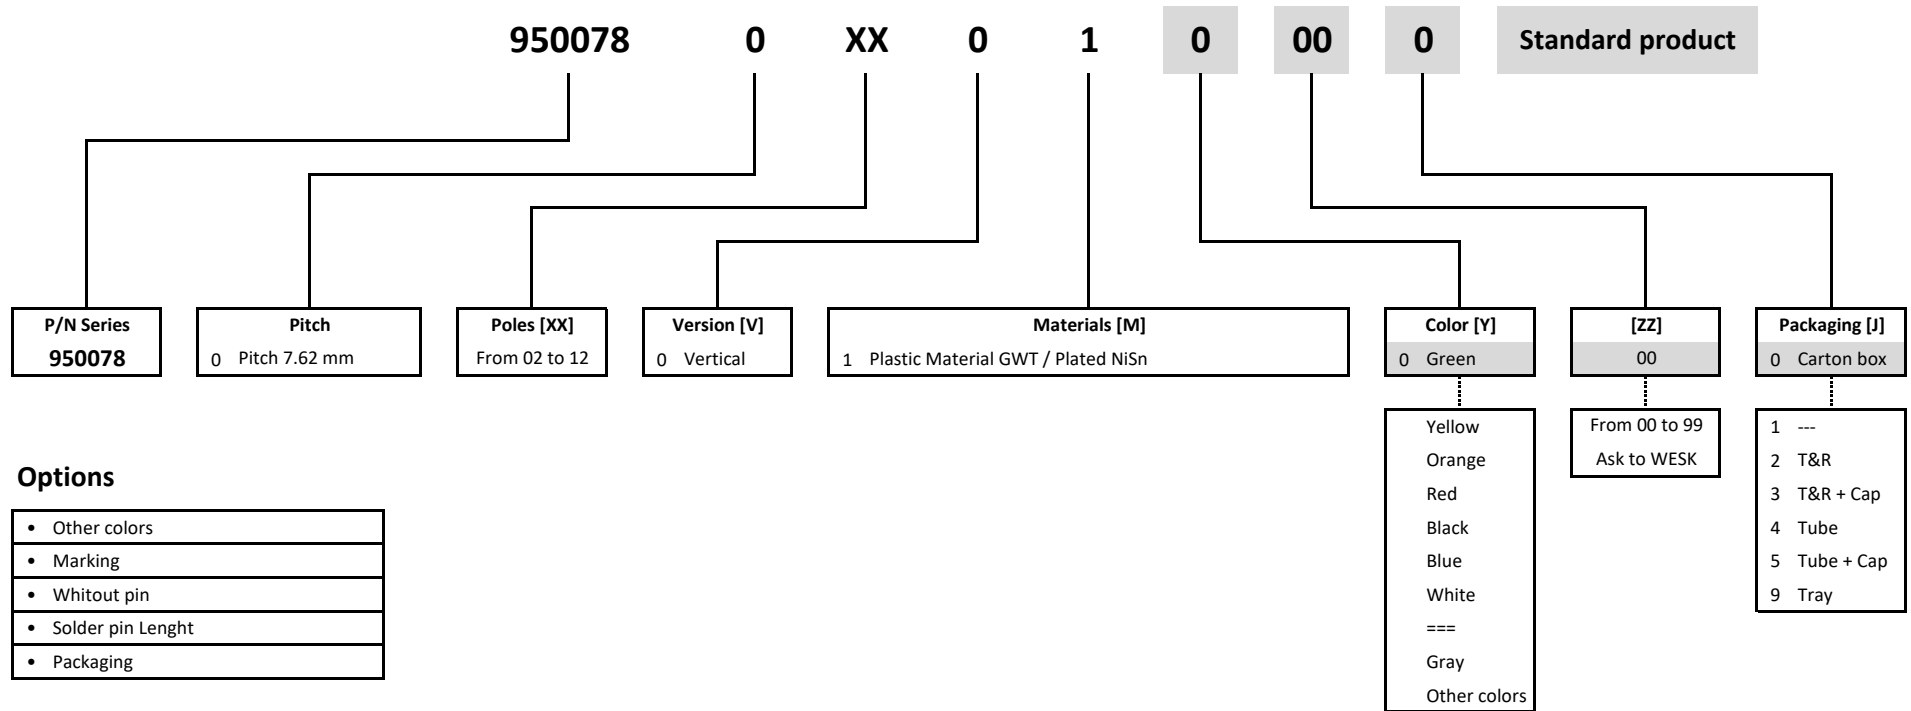 950078 0 XX 0 1 0 00 0 Standard product
P/N Series
950078
Pitch
0 Pitch 7.62 mm
Poles [XX]
From 02 to 12
Version [V]
0 Vertical
Materials [M]
1 Plastic Material GWT / Plated NiSn
Color [Y]
0 Green
Yellow
Orange
Red
Black
Blue
White
===
Gray
Other colors
[ZZ]
00
From 00 to 99
Ask to WESK
Packaging [J]
0 Carton box
1 ---
2 T&R
3 T&R + Cap
4 Tube
5 Tube + Cap
9 Tray
Options
• Other colors
• Marking
• Whitout pin
• Solder pin Lenght
• Packaging